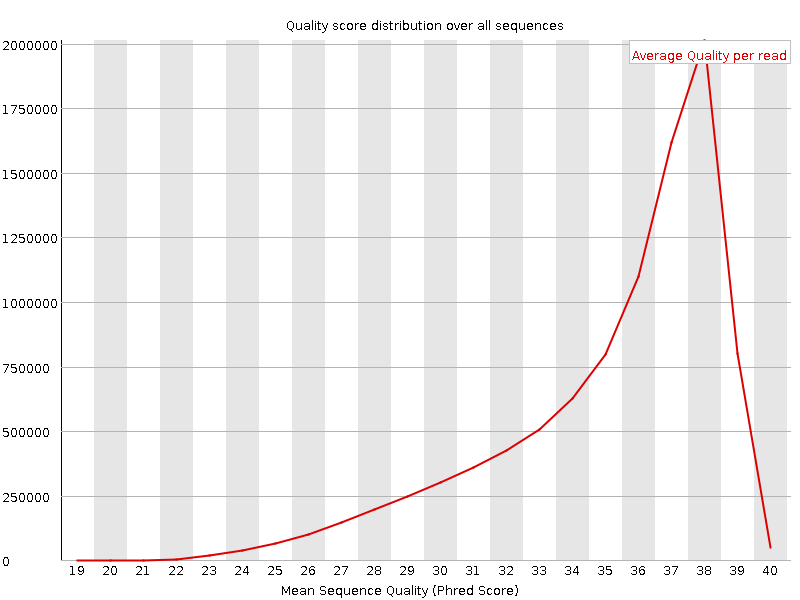 Quality score distribution over all sequences
Average Quality per read
2000000
1750000
1500000
1250000
1000000
750000
500000
250000
0
19 20 21 22 23 24 25 26 27 28 29 30 31 32 33 34 35 36 37 38 39 40
Mean Sequence Quality (Phred Score)